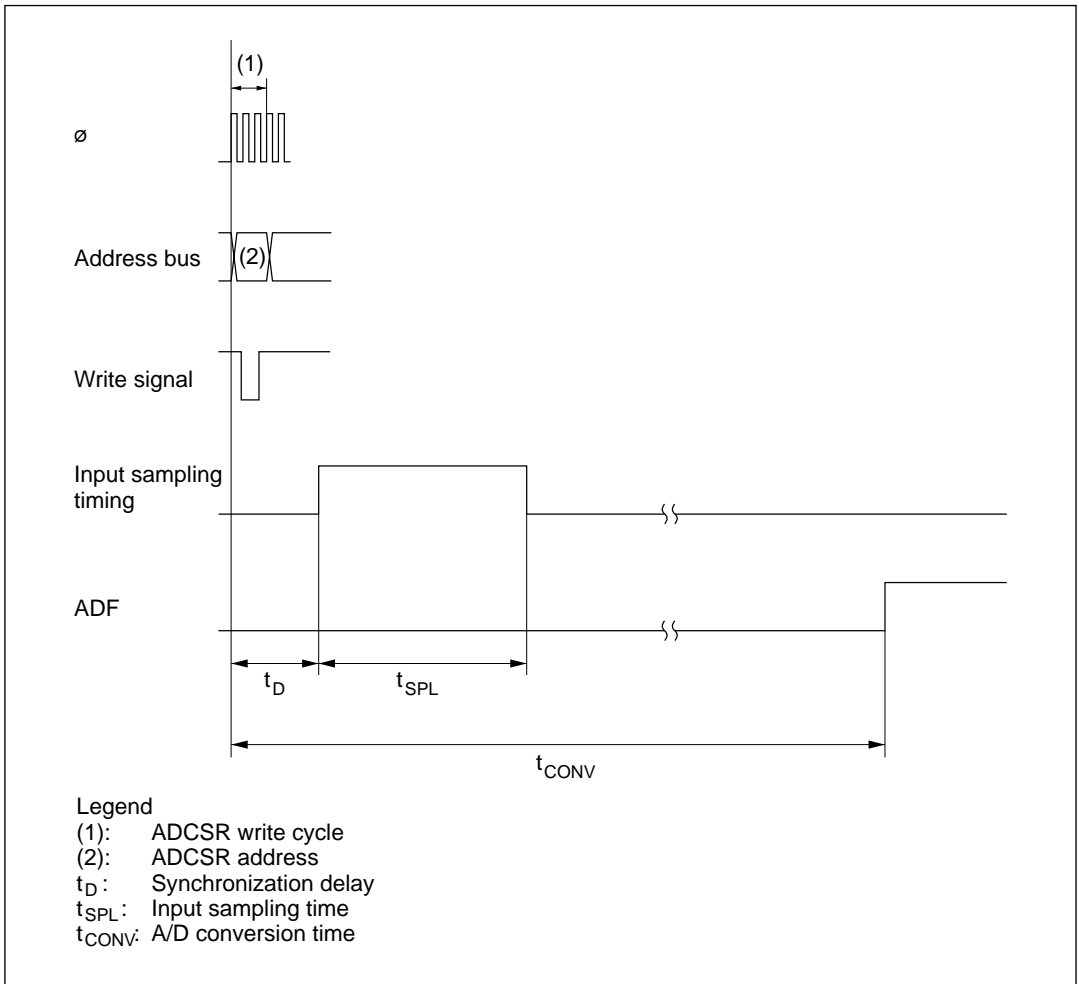 (1)
ø
Address bus
(2)
Write signal
Input sampling
timing
ADF
tD
tSPL
tCONV
Legend
(1): ADCSR write cycle
(2): ADCSR address
tD : Synchronization delay
tSPL : Input sampling time
tCONV: A/D conversion time